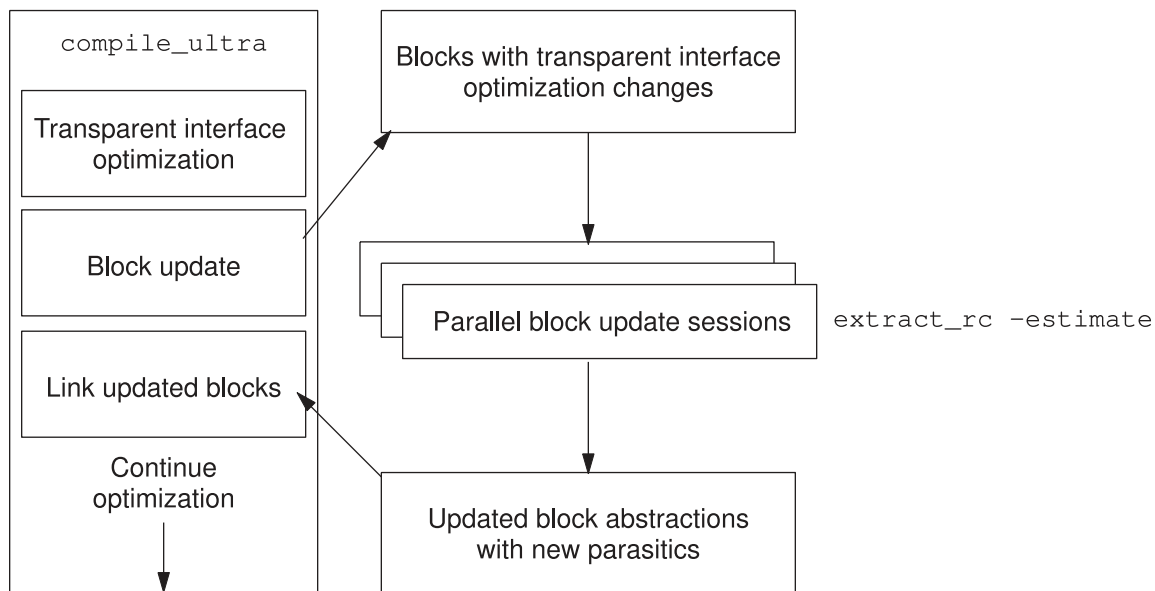 compile_ultra
Transparent interface
optimization
Block update
Link updated blocks
Continue
optimization
Blocks with transparent interface
optimization changes
Parallel block update sessions
extract_rc –estimate
Updated block abstractions
with new parasitics